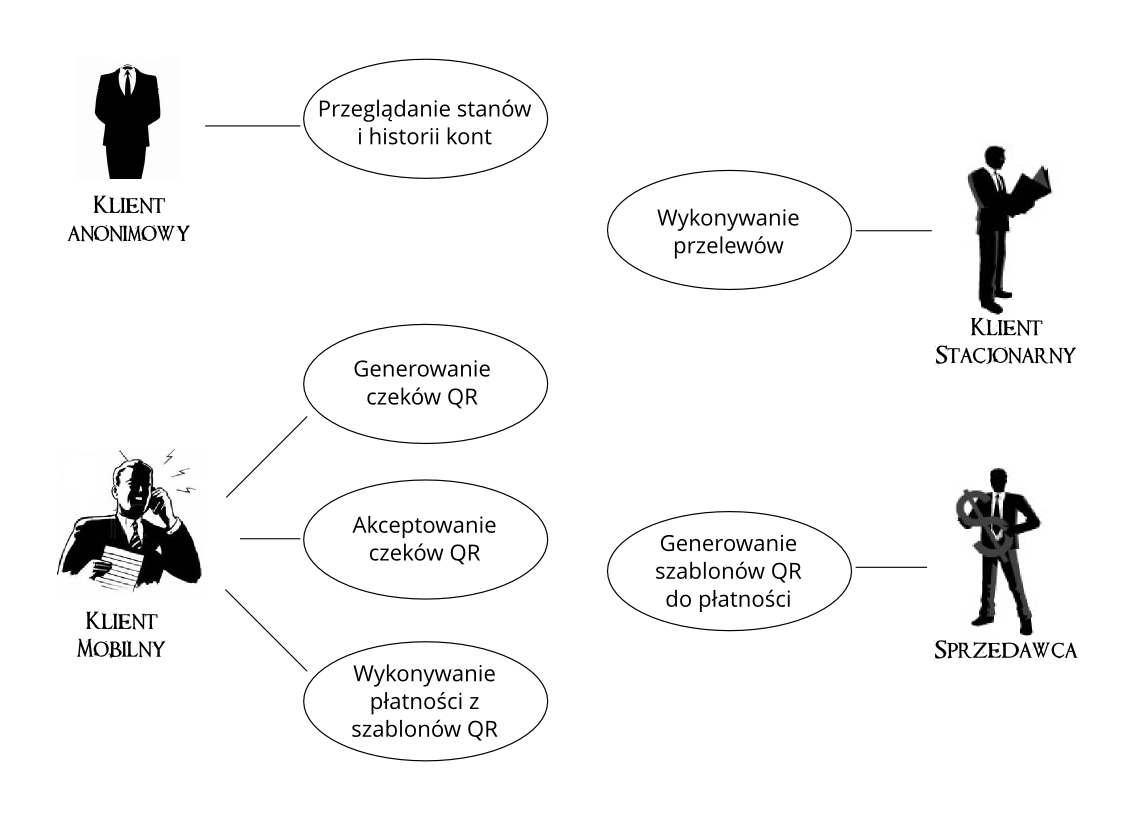 Przeglądanie stanów
i historii kont
Klient
anonimowy
Wykonywanie
przelewów
Klient
Stacjonarny
Generowanie
czeków QR
Akceptowanie
czeków QR
Wykonywanie
płatności z
szablonów QR
Klient
Mobilny
Generowanie
szablonów QR
do płatności
Sprzedawca